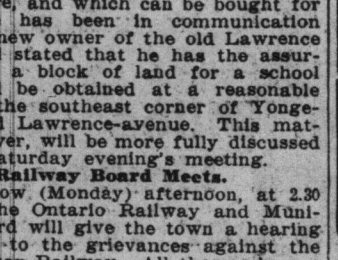 and which can be bought for
has been in communication
new owner of the old Lawrence
stated that he has the assur-
a block of land for a school
be obtained at a reasonable
the southeast corner of Yonge-
Lawrence-avenue. This mat-
ver, will be more fully discussed
aturday evening's meeting.
Railway Board Meets.
ow (Monday) afternoon, at 2.30
he Ontario Railway and Muni-
rd will give the town a hearing
to the grievances against the